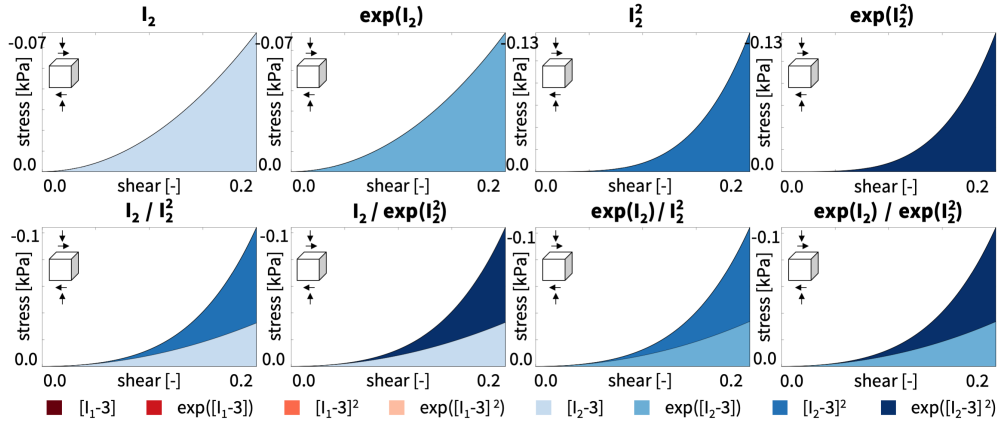 I₂ exp(I₂) I₂² exp(I₂²)
-0.07 -0.07 -0.13 -0.13
stress [kPa] stress [kPa] stress [kPa] stress [kPa]
0.0 0.0 0.0 0.0
0.0 shear [-] 0.2 0.0 shear [-] 0.2 0.0 shear [-] 0.2 0.0 shear [-] 0.2
I₂ / I₂² I₂ / exp(I₂²) exp(I₂) / I₂² exp(I₂) / exp(I₂²)
-0.1 -0.1 -0.1 -0.1
stress [kPa] stress [kPa] stress [kPa] stress [kPa]
0.0 0.0 0.0 0.0
0.0 shear [-] 0.2 0.0 shear [-] 0.2 0.0 shear [-] 0.2 0.0 shear [-] 0.2
[I₁-3] exp([I₁-3]) [I₁-3]² exp([I₁-3]²) [I₂-3] exp([I₂-3]) [I₂-3]² exp([I₂-3]²)